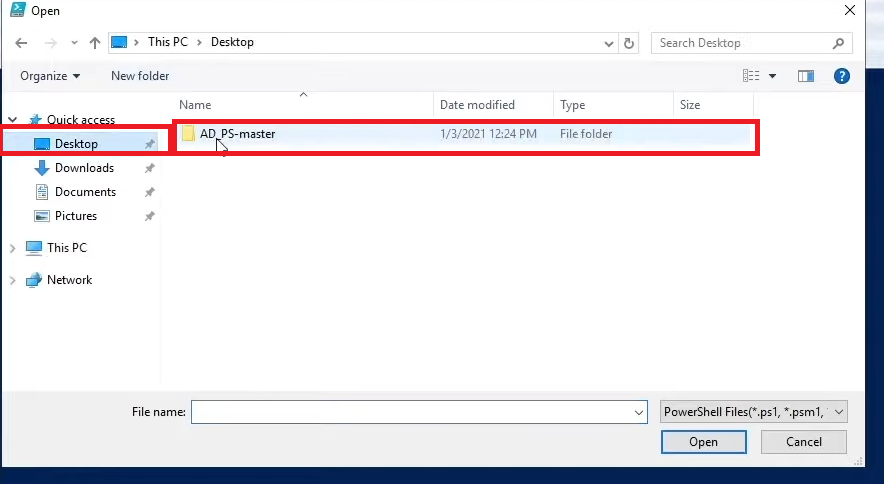 Open
This PC > Desktop
Search Desktop
Organize
New folder
?
Name
Date modified
Type
Size
Quick access
Desktop
Downloads
Documents
Pictures
This PC
Network
AD_PS-master
1/3/2021 12:24 PM
File folder
File name:
PowerShell Files(*.ps1, *.psm1,
Open
Cancel